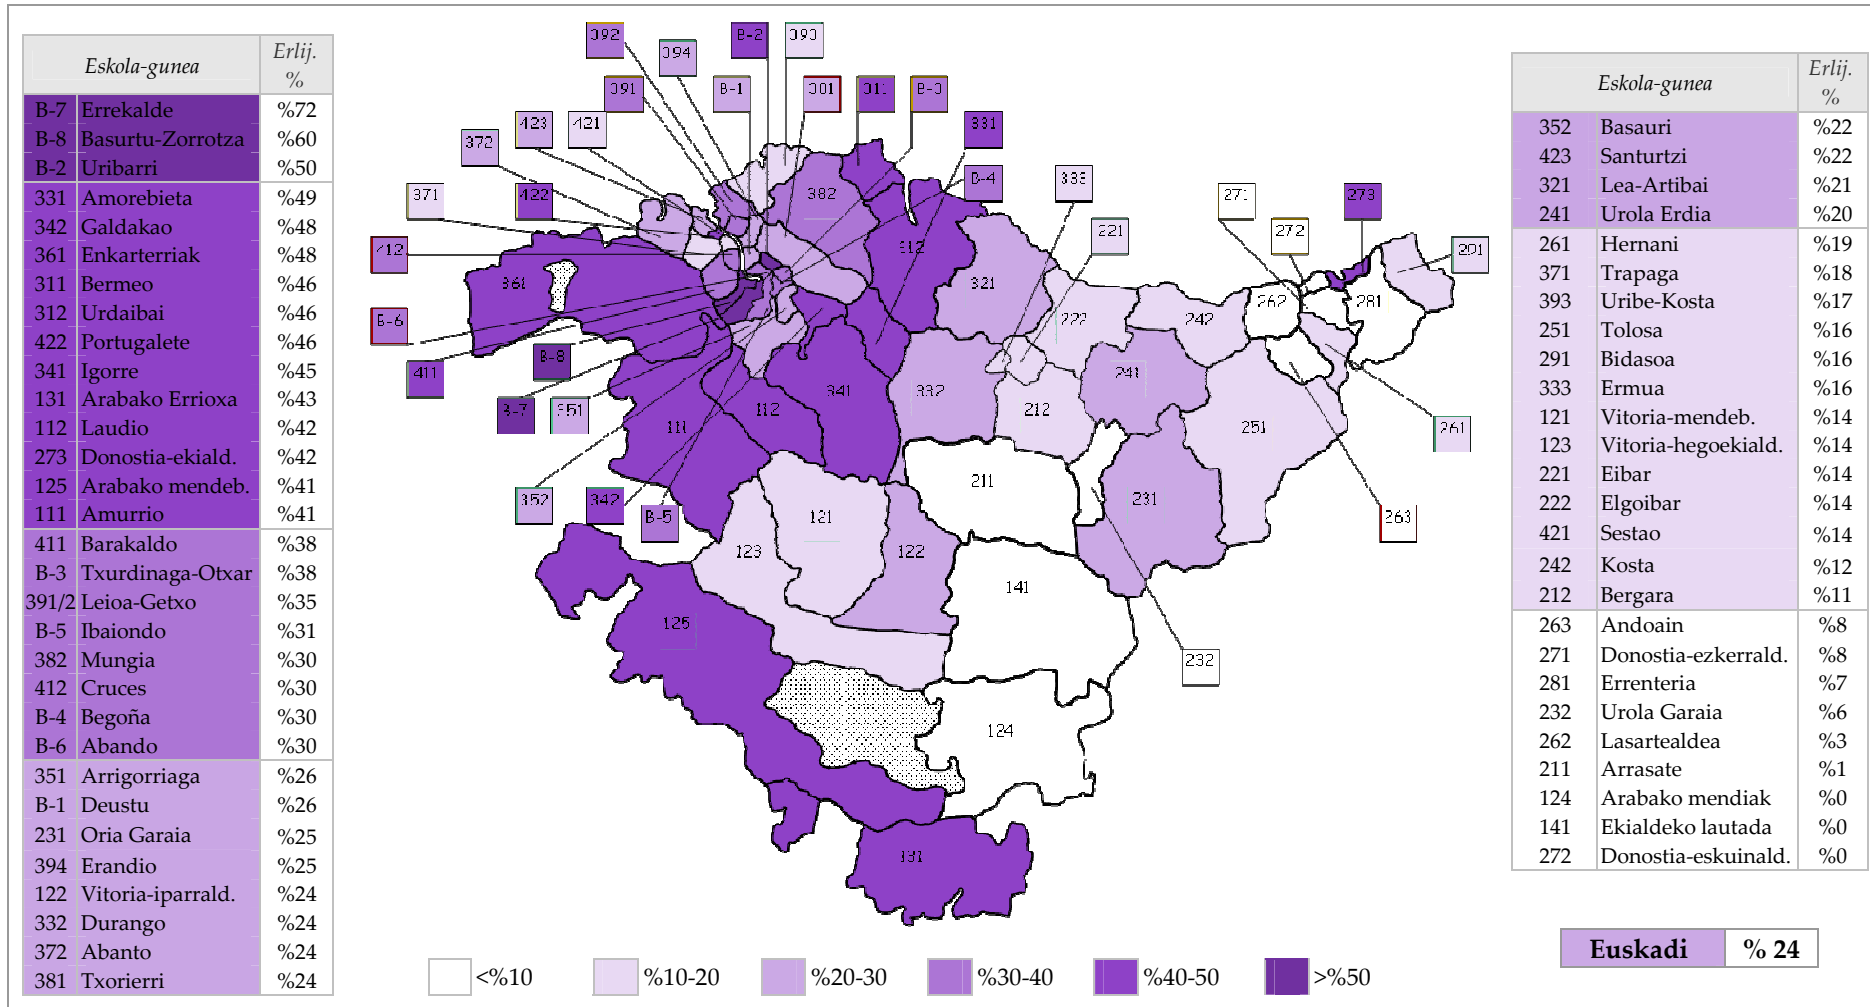 Eskola-gunea Erlij. %
B-7 Errekalde %72
B-8 Basurtu-Zorrotza %60
B-2 Uribarri %50
331 Amorebieta %49
342 Galdakao %48
361 Enkarterriak %48
311 Bermeo %46
312 Urdaibai %46
422 Portugalete %46
341 Igorre %45
131 Arabako Errioxa %43
112 Laudio %42
273 Donostia-ekiald. %42
125 Arabako mendeb. %41
111 Amurrio %41
411 Barakaldo %38
B-3 Txurdinaga-Otxar %38
391/2 Leioa-Getxo %35
B-5 Ibaiondo %31
382 Mungia %30
412 Cruces %30
B-4 Begoña %30
B-6 Abando %30
351 Arrigorriaga %26
B-1 Deustu %26
231 Oria Garaia %25
394 Erandio %25
122 Vitoria-iparrald. %24
332 Durango %24
372 Abanto %24
381 Txorierri %24
392
394
B-2
393
391
B-1
301
311
B-3
423
421
331
372
B-4
333
371
422
382
271
273
221
272
412
312
291
361
321
262
281
B-6
222
242
B-8
411
241
341
332
B-7
351
112
212
111
251
261
211
352
342
B-5
231
121
263
123
122
141
125
232
124
131
Eskola-gunea Erlij. %
352 Basauri %22
423 Santurtzi %22
321 Lea-Artibai %21
241 Urola Erdia %20
261 Hernani %19
371 Trapaga %18
393 Uribe-Kosta %17
251 Tolosa %16
291 Bidasoa %16
333 Ermua %16
121 Vitoria-mendeb. %14
123 Vitoria-hegoekiald. %14
221 Eibar %14
222 Elgoibar %14
421 Sestao %14
242 Kosta %12
212 Bergara %11
263 Andoain %8
271 Donostia-ezkerrald. %8
281 Errenteria %7
232 Urola Garaia %6
262 Lasartealdea %3
211 Arrasate %1
124 Arabako mendiak %0
141 Ekialdeko lautada %0
272 Donostia-eskuinald. %0
Euskadi % 24
<%10 %10-20 %20-30 %30-40 %40-50 >%50